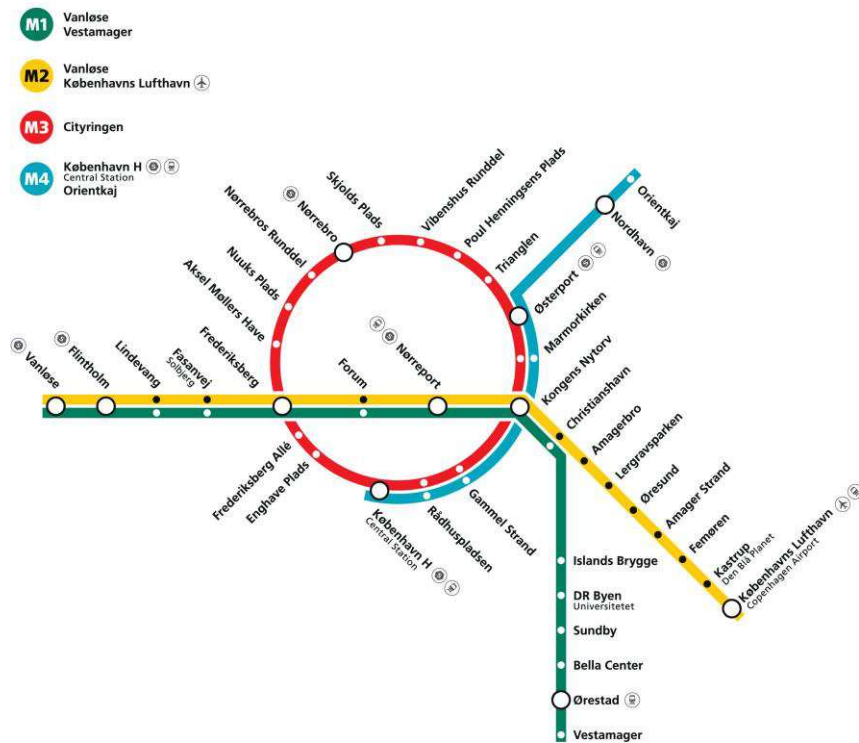 M1 Vanløse
Vestamager
M2 Vanløse
Københavns Lufthavn
M3 Cityringen
M4 København H
Central Station
Orientkaj
Vanløse
Flintholm
Lindevang
Fasanvej
Solbjerg
Frederiksberg
Aksel Møllers Have
Nuuks Plads
Nørrebros Runddel
Nørrebro
Skjolds Plads
Vibenshus Runddel
Poul Henningsens Plads
Trianglen
Østerport
Nordhavn
Orientkaj
Marmorkirken
Forum
Nørreport
Kongens Nytorv
Christianshavn
Amagerbro
Lergravsparken
Øresund
Amager Strand
Femøren
Kastrup
Den Blå Planet
Københavns Lufthavn
Copenhagen Airport
Frederiksberg Allé
Enghave Plads
København H
Central Station
Rådhuspladsen
Gammel Strand
Islands Brygge
DR Byen
Universitetet
Sundby
Bella Center
Ørestad
Vestamager